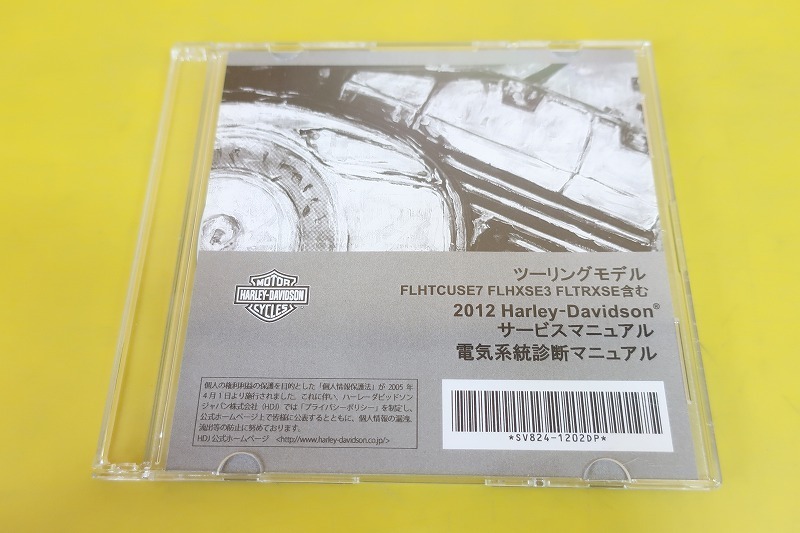 ツーリングモデル
FLHTCUSE7 FLHXSE3 FLTRXSE含む
2012 Harley-Davidson®
サービスマニュアル
電気系統診断マニュアル
MOTOR
HARLEY-DAVIDSON
CYCLES
個人の権利利益の保護を目的とした「個人情報保護法」が 2005 年
4 月 1 日より施行されました。これに伴い、ハーレーダビッドソン
ジャパン株式会社（HDJ）では「プライバシーポリシー」を制定し、
公式ホームページ上で皆様に公表するとともに、個人情報の漏洩、
流出等の防止に努めております。
HDJ 公式ホームページ <http://www.harley-davidson.co.jp/>
*SV824-1202DP*